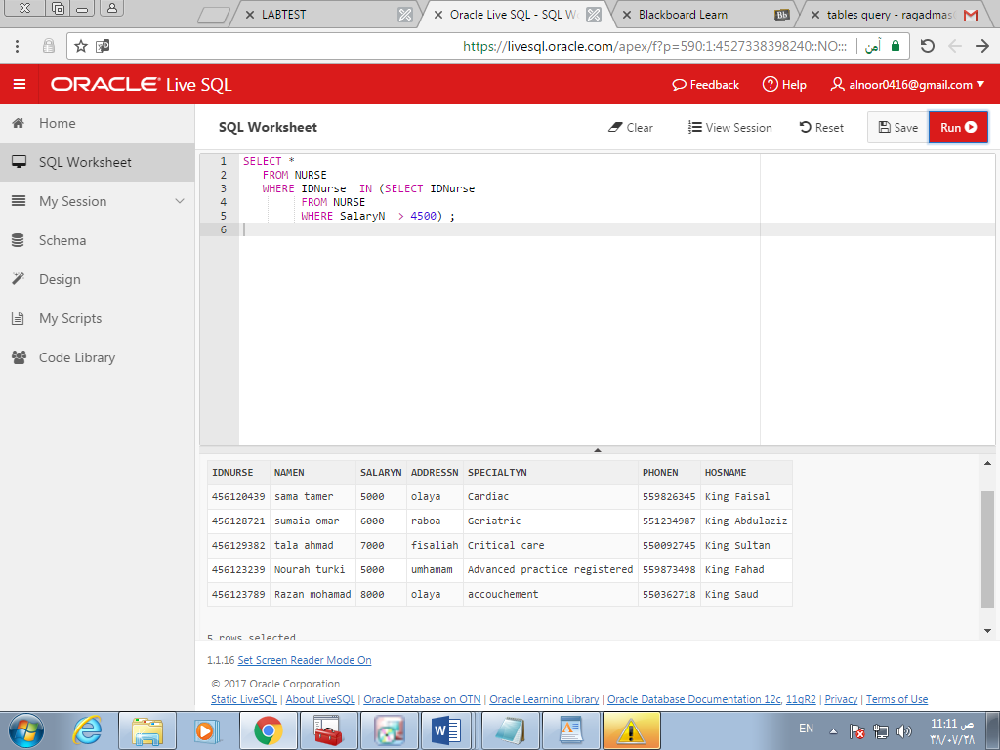 LABTEST
Oracle Live SQL - SQL W
Blackboard Learn
Bb
tables query - ragadmas
https://livesql.oracle.com/apex/f?p=590:1:4527338398240::NO:::
آمن
ORACLE Live SQL
Feedback
Help
alnoor0416@gmail.com
Home
SQL Worksheet
My Session
Schema
Design
My Scripts
Code Library
SQL Worksheet
Clear
View Session
Reset
Save
Run
1 SELECT *
2 FROM NURSE
3 WHERE IDNurse IN (SELECT IDNurse
4 FROM NURSE
5 WHERE SalaryN > 4500) ;
6
IDNURSE NAMEN SALARYN ADDRESSN SPECIALTYN PHONEN HOSNAME
456120439 sama tamer 5000 olaya Cardiac 559826345 King Faisal
456128721 sumaia omar 6000 raboa Geriatric 551234987 King Abdulaziz
456129382 tala ahmad 7000 fisaliah Critical care 550092745 King Sultan
456123239 Nourah turki 5000 umhamam Advanced practice registered 559873498 King Fahad
456123789 Razan mohamad 8000 olaya accouchement 550362718 King Saud
5 rows selected
1.1.16 Set Screen Reader Mode On
© 2017 Oracle Corporation
Static LiveSQL | About LiveSQL | Oracle Database on OTN | Oracle Learning Library | Oracle Database Documentation 12c, 11gR2 | Privacy | Terms of Use
EN
11:11 ص
٣٨/٠٧/٢٨